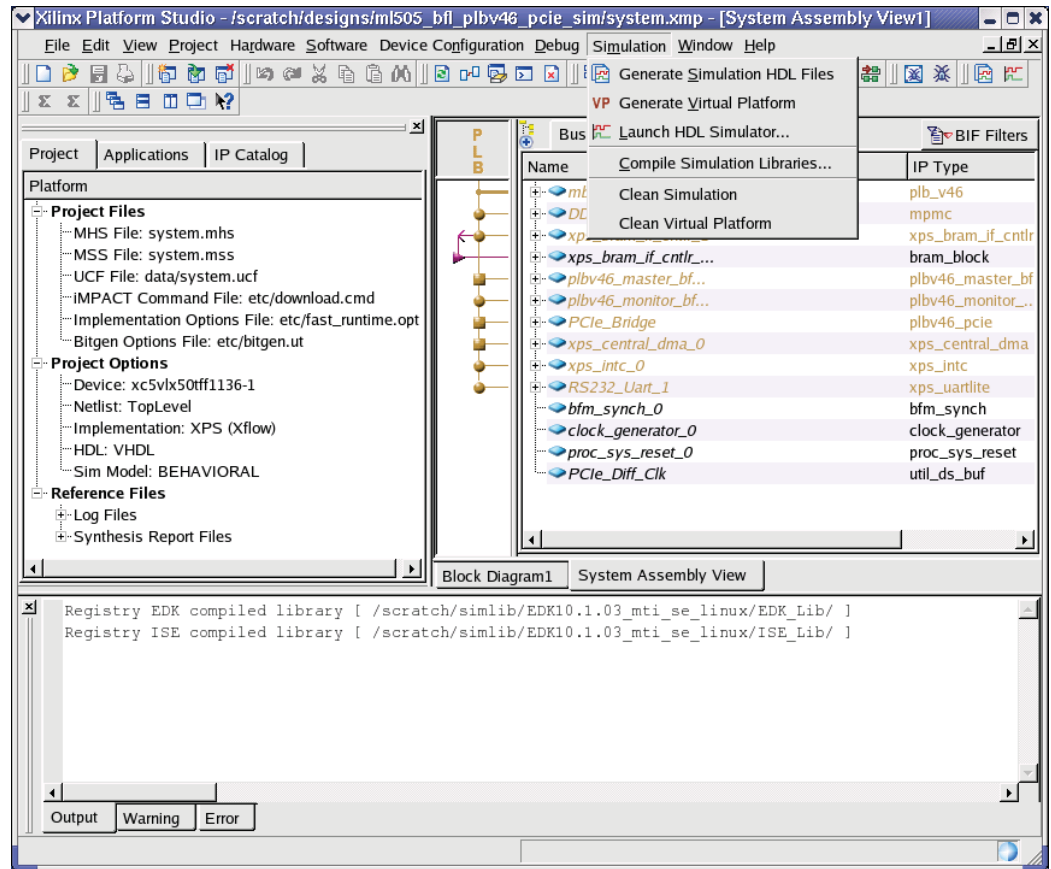 Xilinx Platform Studio - /scratch/designs/ml505_bfl_plbv46_pcie_sim/system.xmp - [System Assembly View1]
File Edit View Project Hardware Software Device Configuration Debug Simulation Window Help
Generate Simulation HDL Files
VP Generate Virtual Platform
Launch HDL Simulator...
Compile Simulation Libraries...
Clean Simulation
Clean Virtual Platform
Project Applications IP Catalog
Platform
Project Files
MHS File: system.mhs
MSS File: system.mss
UCF File: data/system.ucf
iMPACT Command File: etc/download.cmd
Implementation Options File: etc/fast_runtime.opt
Bitgen Options File: etc/bitgen.ut
Project Options
Device: xc5vlx50tff1136-1
Netlist: TopLevel
Implementation: XPS (Xflow)
HDL: VHDL
Sim Model: BEHAVIORAL
Reference Files
Log Files
Synthesis Report Files
P
L
B
Bus BIF Filters
Name IP Type
mb plb_v46
DD mpmc
xps_bram_if_cntlr
xps_bram_if_cntlr_... bram_block
plbv46_master_bf... plbv46_master_bf
plbv46_monitor_bf... plbv46_monitor_...
PCIe_Bridge plbv46_pcie
xps_central_dma_0 xps_central_dma
xps_intc_0 xps_intc
RS232_Uart_1 xps_uartlite
bfm_synch_0 bfm_synch
clock_generator_0 clock_generator
proc_sys_reset_0 proc_sys_reset
PCIe_Diff_Clk util_ds_buf
Block Diagram1 System Assembly View
Registry EDK compiled library [ /scratch/simlib/EDK10.1.03_mti_se_linux/EDK_Lib/ ]
Registry ISE compiled library [ /scratch/simlib/EDK10.1.03_mti_se_linux/ISE_Lib/ ]
Output Warning Error